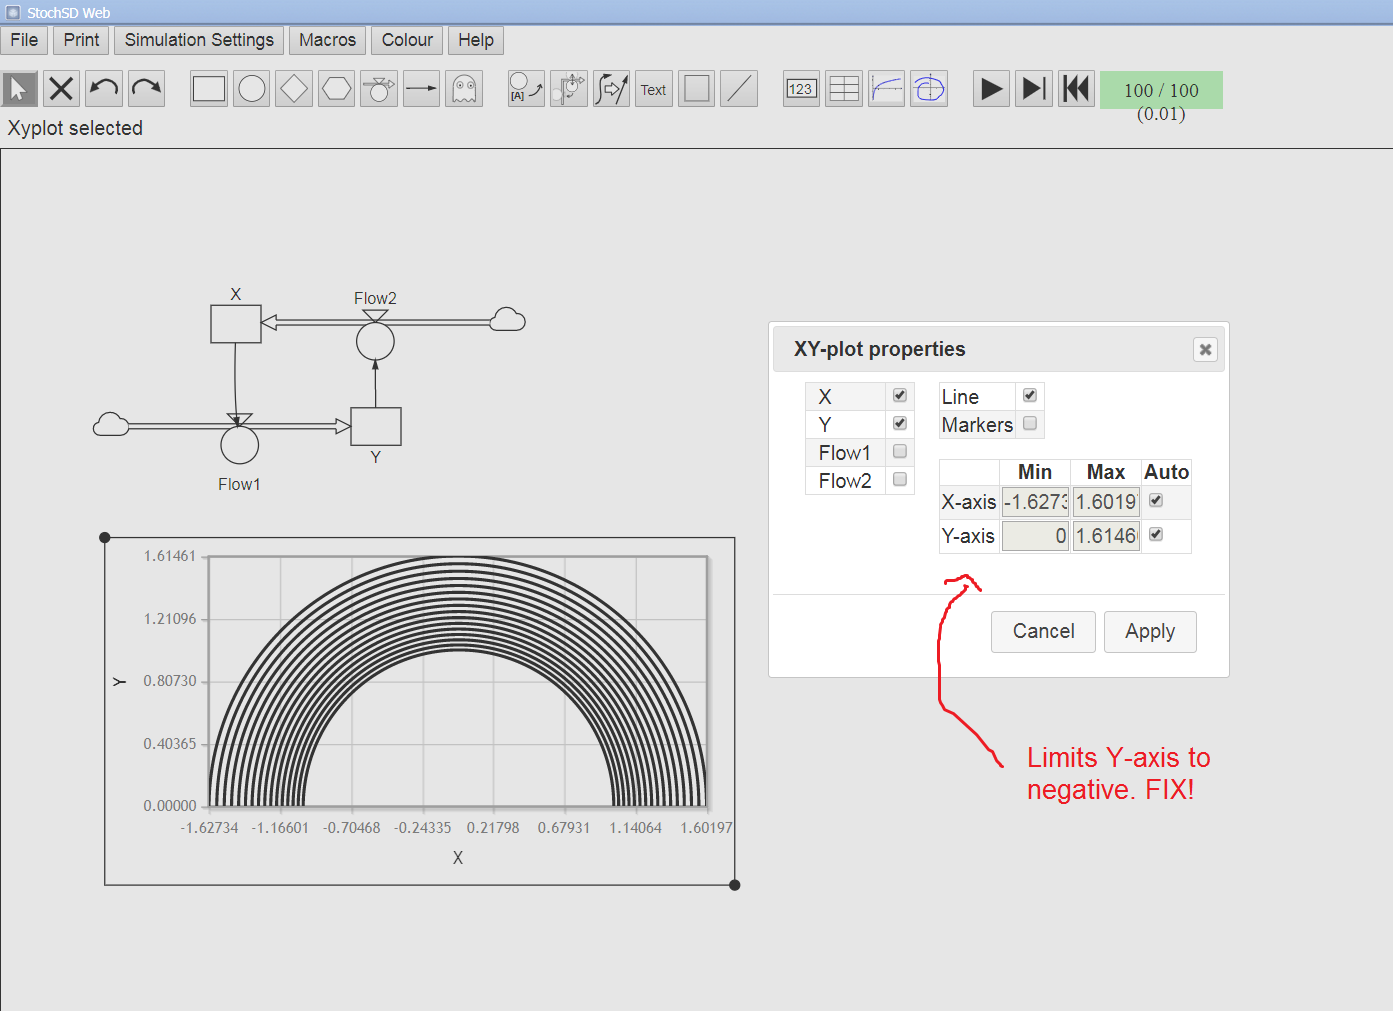 StochSD Web
File Print Simulation Settings Macros Colour Help
[A] Text 123 100 / 100
(0.01)
Xyplot selected
X
Flow2
Flow1
Y
XY-plot properties
X Line
Y Markers
Flow1
Flow2
Min Max Auto
X-axis -1.6273 1.6019
Y-axis 0 1.6146
Cancel Apply
Limits Y-axis to
negative. FIX!
1.61461
1.21096
0.80730
0.40365
0.00000
Y
-1.62734 -1.16601 -0.70468 -0.24335 0.21798 0.67931 1.14064 1.60197
X